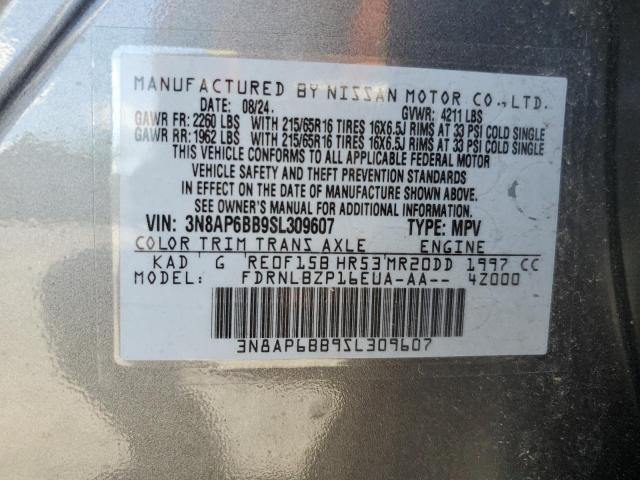 MANUFACTURED BY NISSAN MOTOR CO., LTD.
DATE: 08/24. GVWR: 4211 LBS
GAWR FR: 2260 LBS WITH 215/65R16 TIRES 16X6.5J RIMS AT 33 PSI COLD SINGLE
GAWR RR: 1962 LBS WITH 215/65R16 TIRES 16X6.5J RIMS AT 33 PSI COLD SINGLE
THIS VEHICLE CONFORMS TO ALL APPLICABLE FEDERAL MOTOR
VEHICLE SAFETY AND THEFT PREVENTION STANDARDS
IN EFFECT ON THE DATE OF MANUFACTURE SHOWN ABOVE.
SEE OWNER'S MANUAL FOR ADDITIONAL INFORMATION.
VIN: 3N8AP6BB9SL309607 TYPE: MPV
COLOR TRIM TRANS AXLE ENGINE
KAD G RE0F15B HR53 MR20DD 1997 CC
MODEL: FDRNLBZP16EUA-AA-- 4Z000
3N8AP6BB9SL309607